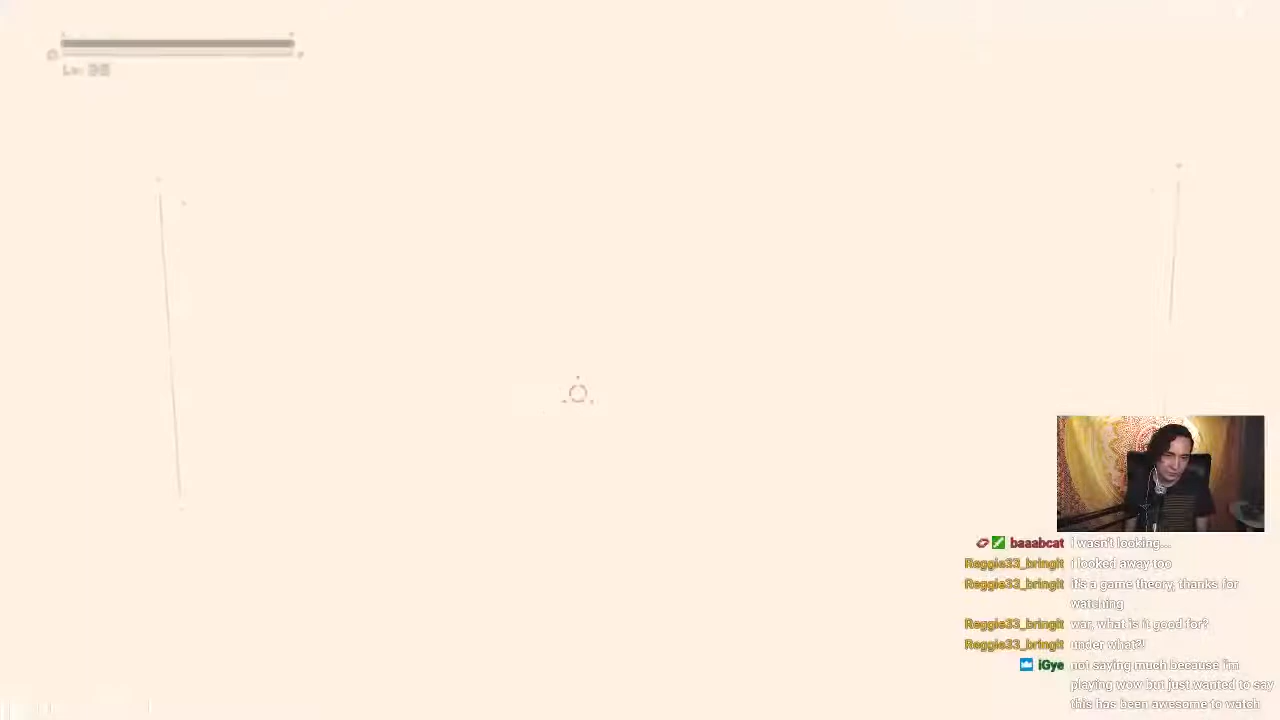 baaabcat i wasn't looking...
Reggie33_bringit i looked away too
Reggie33_bringit it's a game theory, thanks for
watching
Reggie33_bringit war, what is it good for?
Reggie33_bringit under what?!
iGye not saying much because "im
playing wow but just wanted to say
this has been awesome to watch